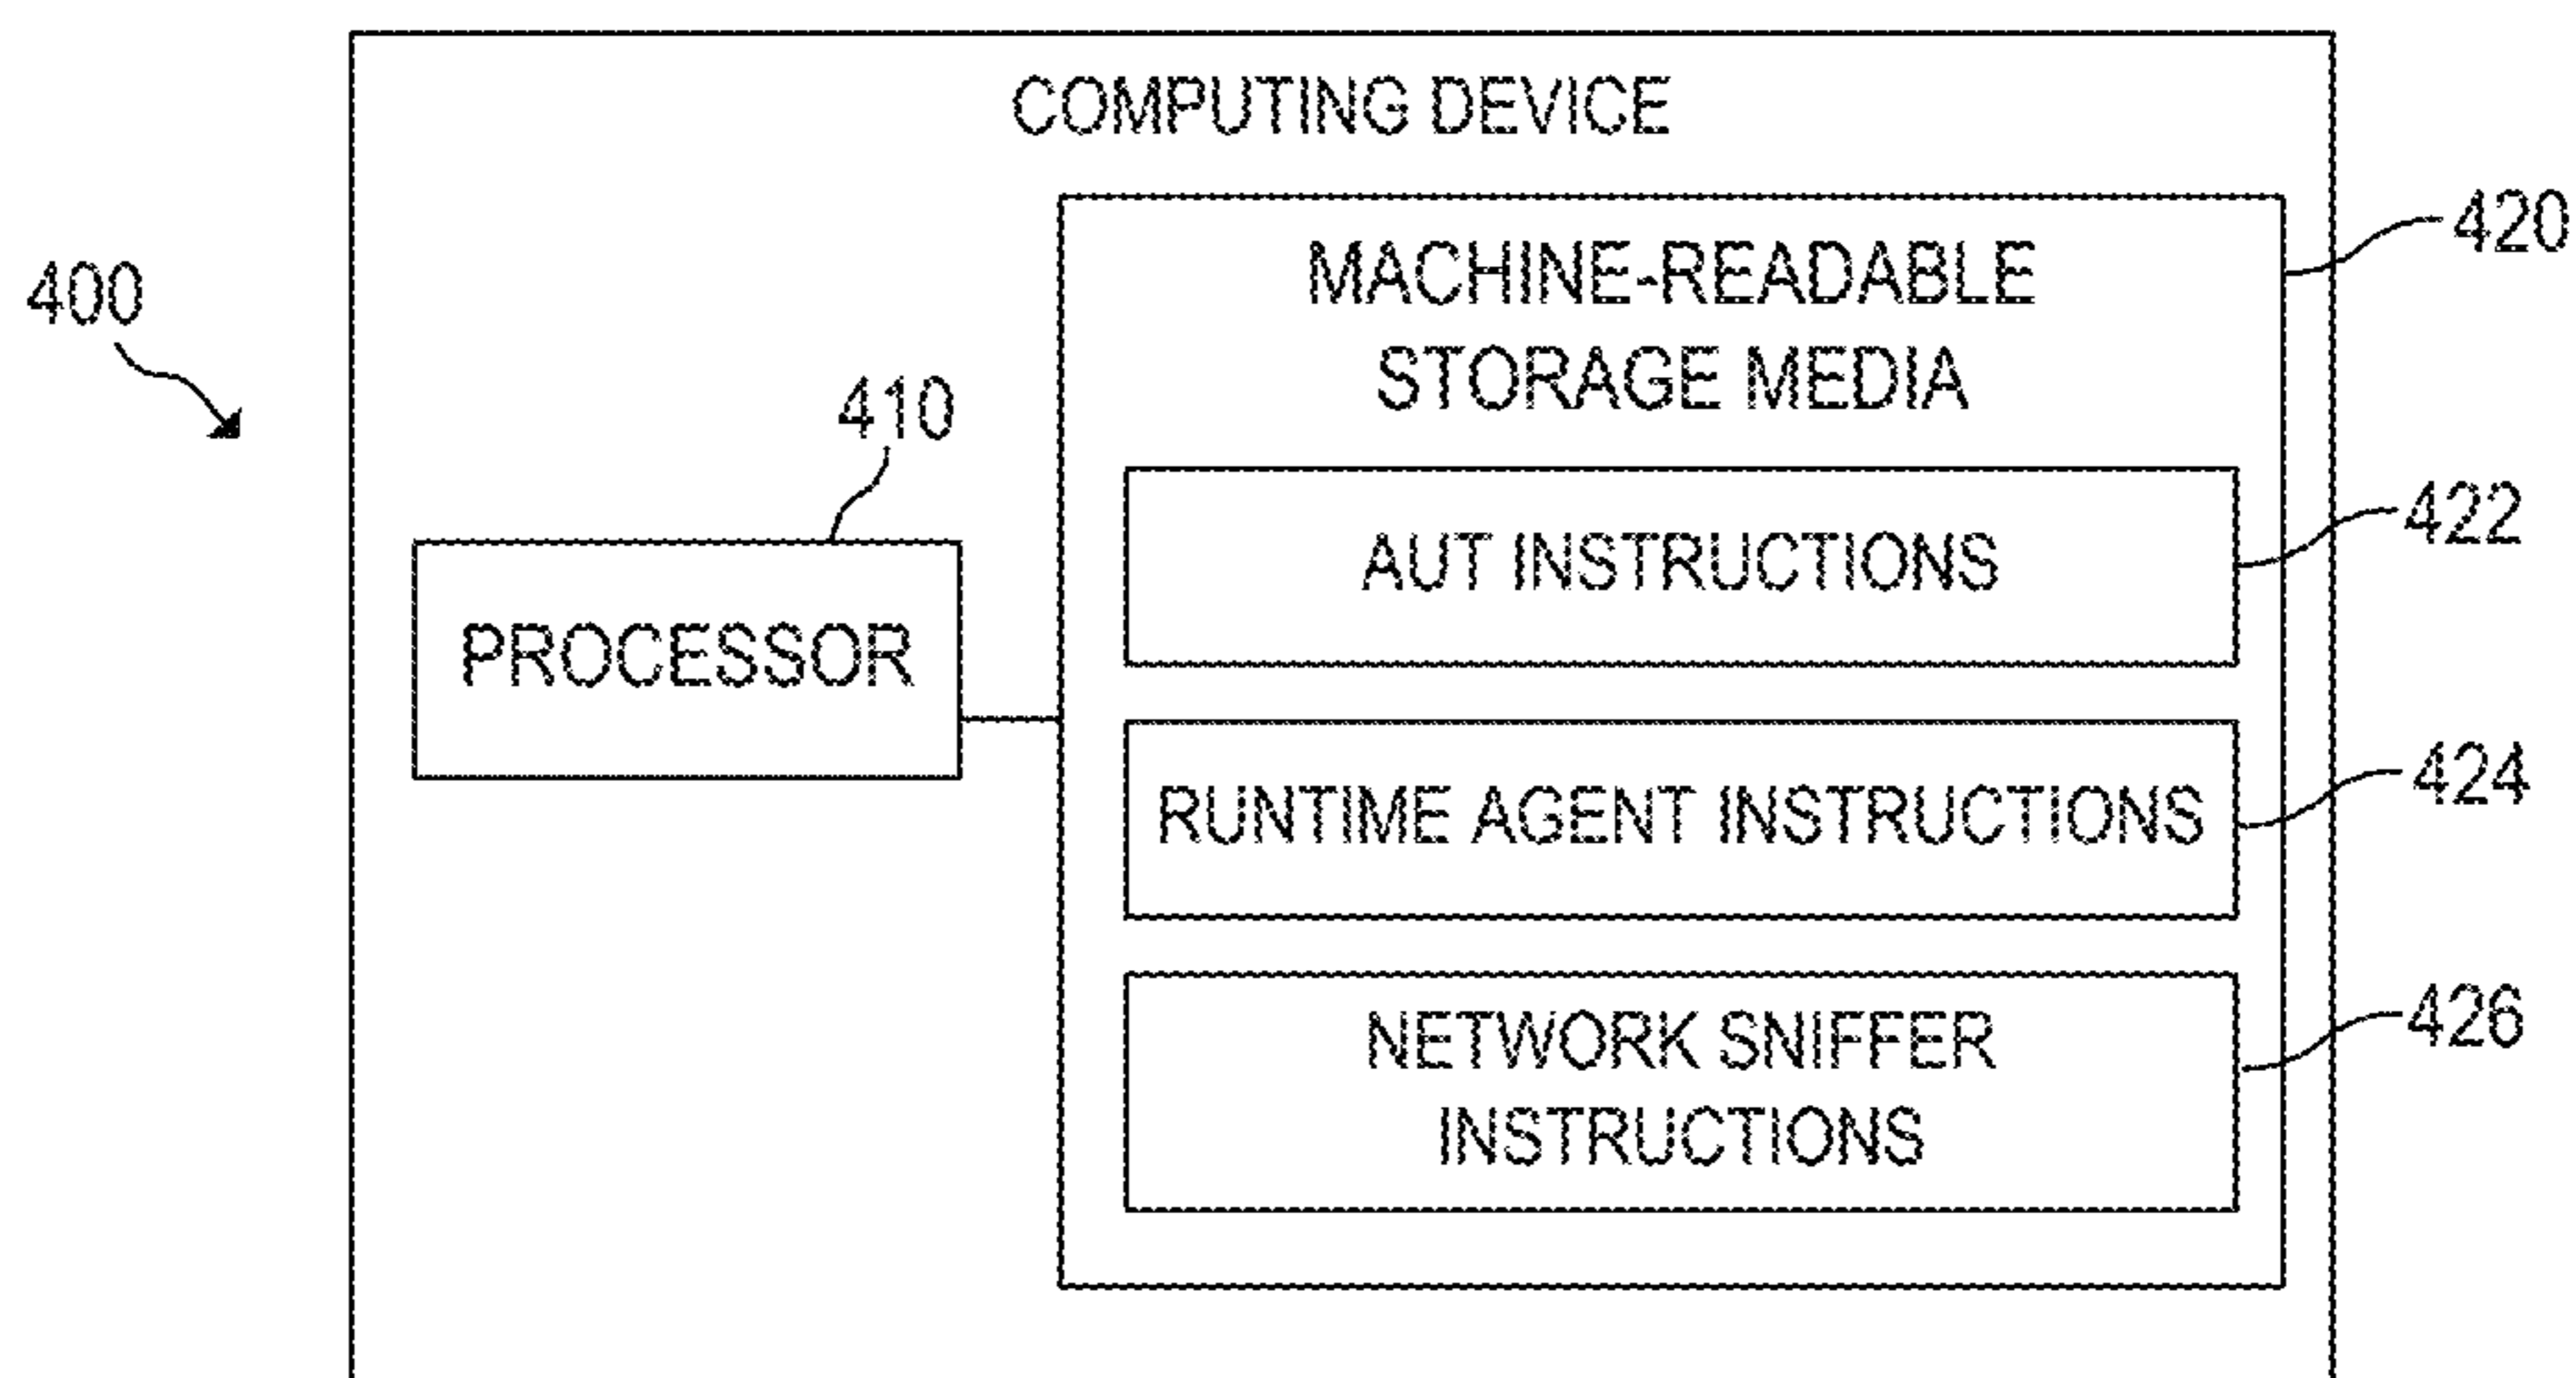 COMPUTING DEVICE
400
420
MACHINE-READABLE
STORAGE MEDIA
410
PROCESSOR
AUT INSTRUCTIONS
422
RUNTIME AGENT INSTRUCTIONS
424
NETWORK SNIFFER
INSTRUCTIONS
426